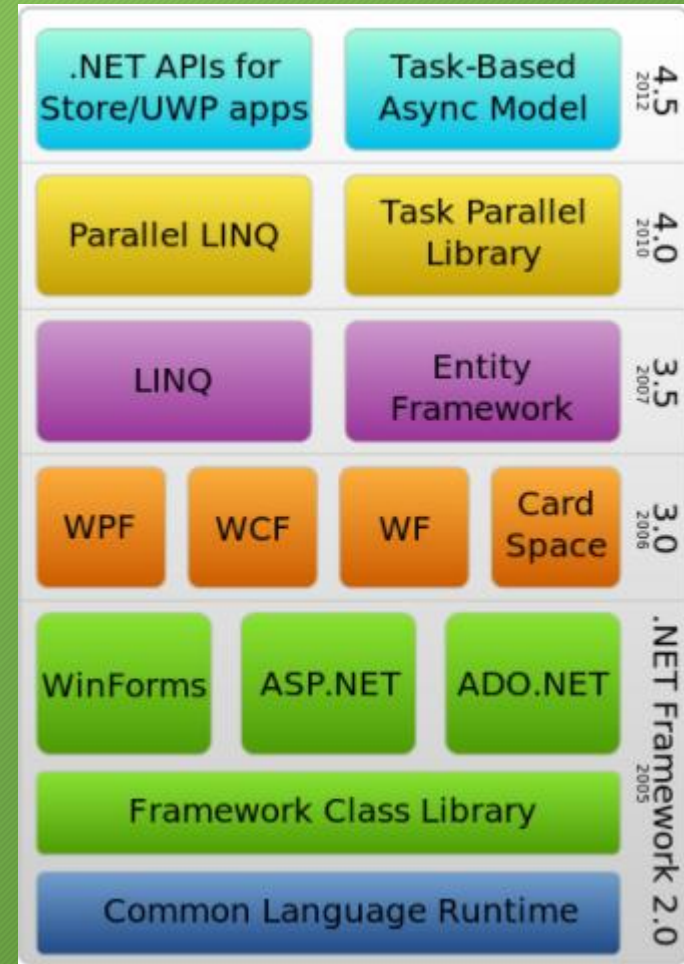 .NET APIs for
Store/UWP apps
Task-Based
Async Model
4.5
2012
Parallel LINQ
Task Parallel
Library
4.0
2010
LINQ
Entity
Framework
3.5
2007
WPF
WCF
WF
Card
Space
3.0
2006
WinForms
ASP.NET
ADO.NET
Framework Class Library
Common Language Runtime
.NET Framework 2.0
2005